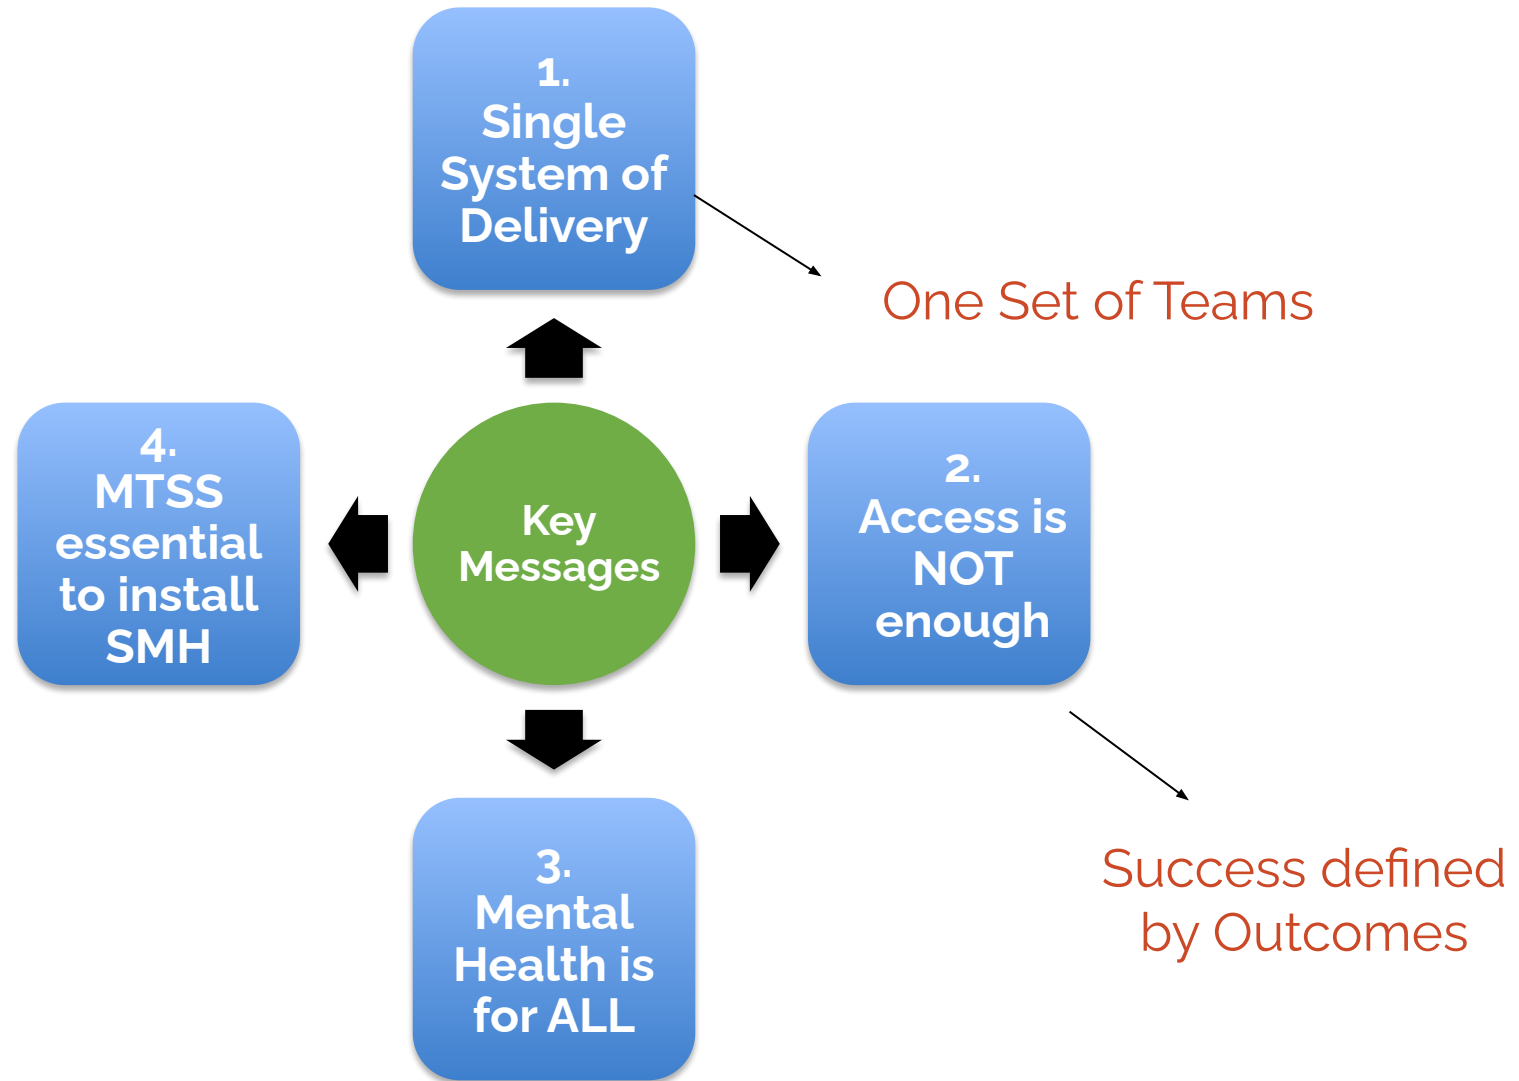 1.
Single
System of
Delivery
One Set of Teams
4.
MTSS
essential
to install
SMH
Key
Messages
2.
Access is
NOT
enough
3.
Mental
Health is
for ALL
Success defined
by Outcomes